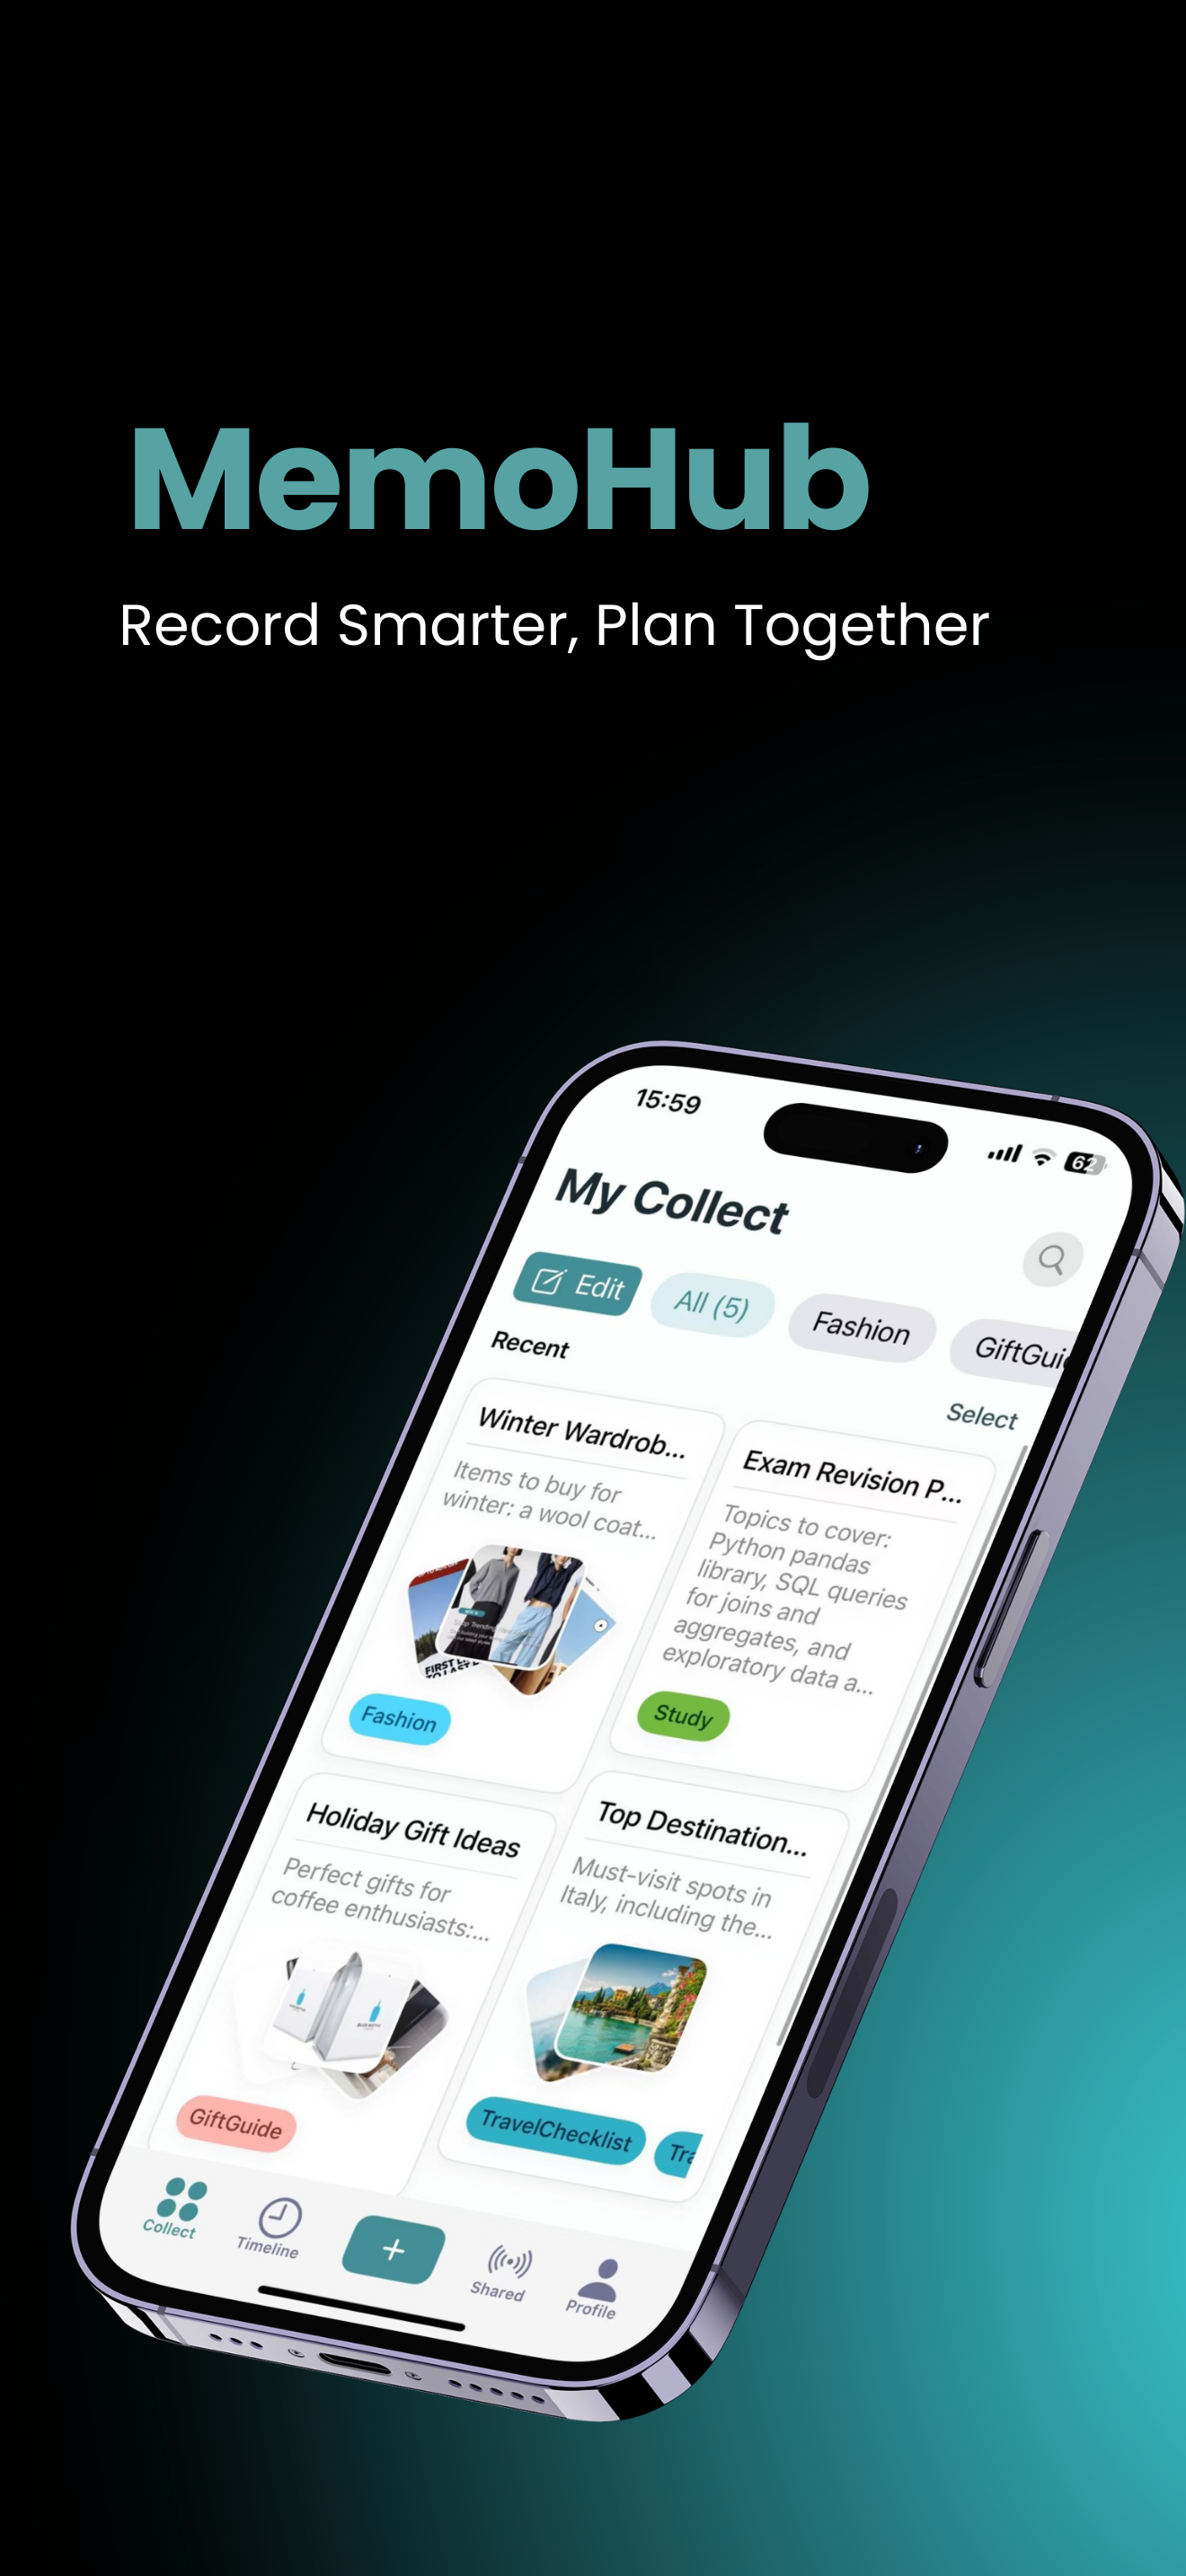 MemoHub
Record Smarter, Plan Together
15:59
62
My Collect
Edit
All (5)
Fashion
GiftGui
Recent
Select
Winter Wardrob...
Items to buy for
winter: a wool coat...
FIRST
Fashion
Exam Revision P...
Topics to cover:
Python pandas
library, SQL queries
for joins and
aggregates, and
exploratory data a...
Study
Holiday Gift Ideas
Perfect gifts for
coffee enthusiasts:...
GiftGuide
Top Destination...
Must-visit spots in
Italy, including the...
TravelChecklist
Tra
Collect
Timeline
+
Shared
Profile